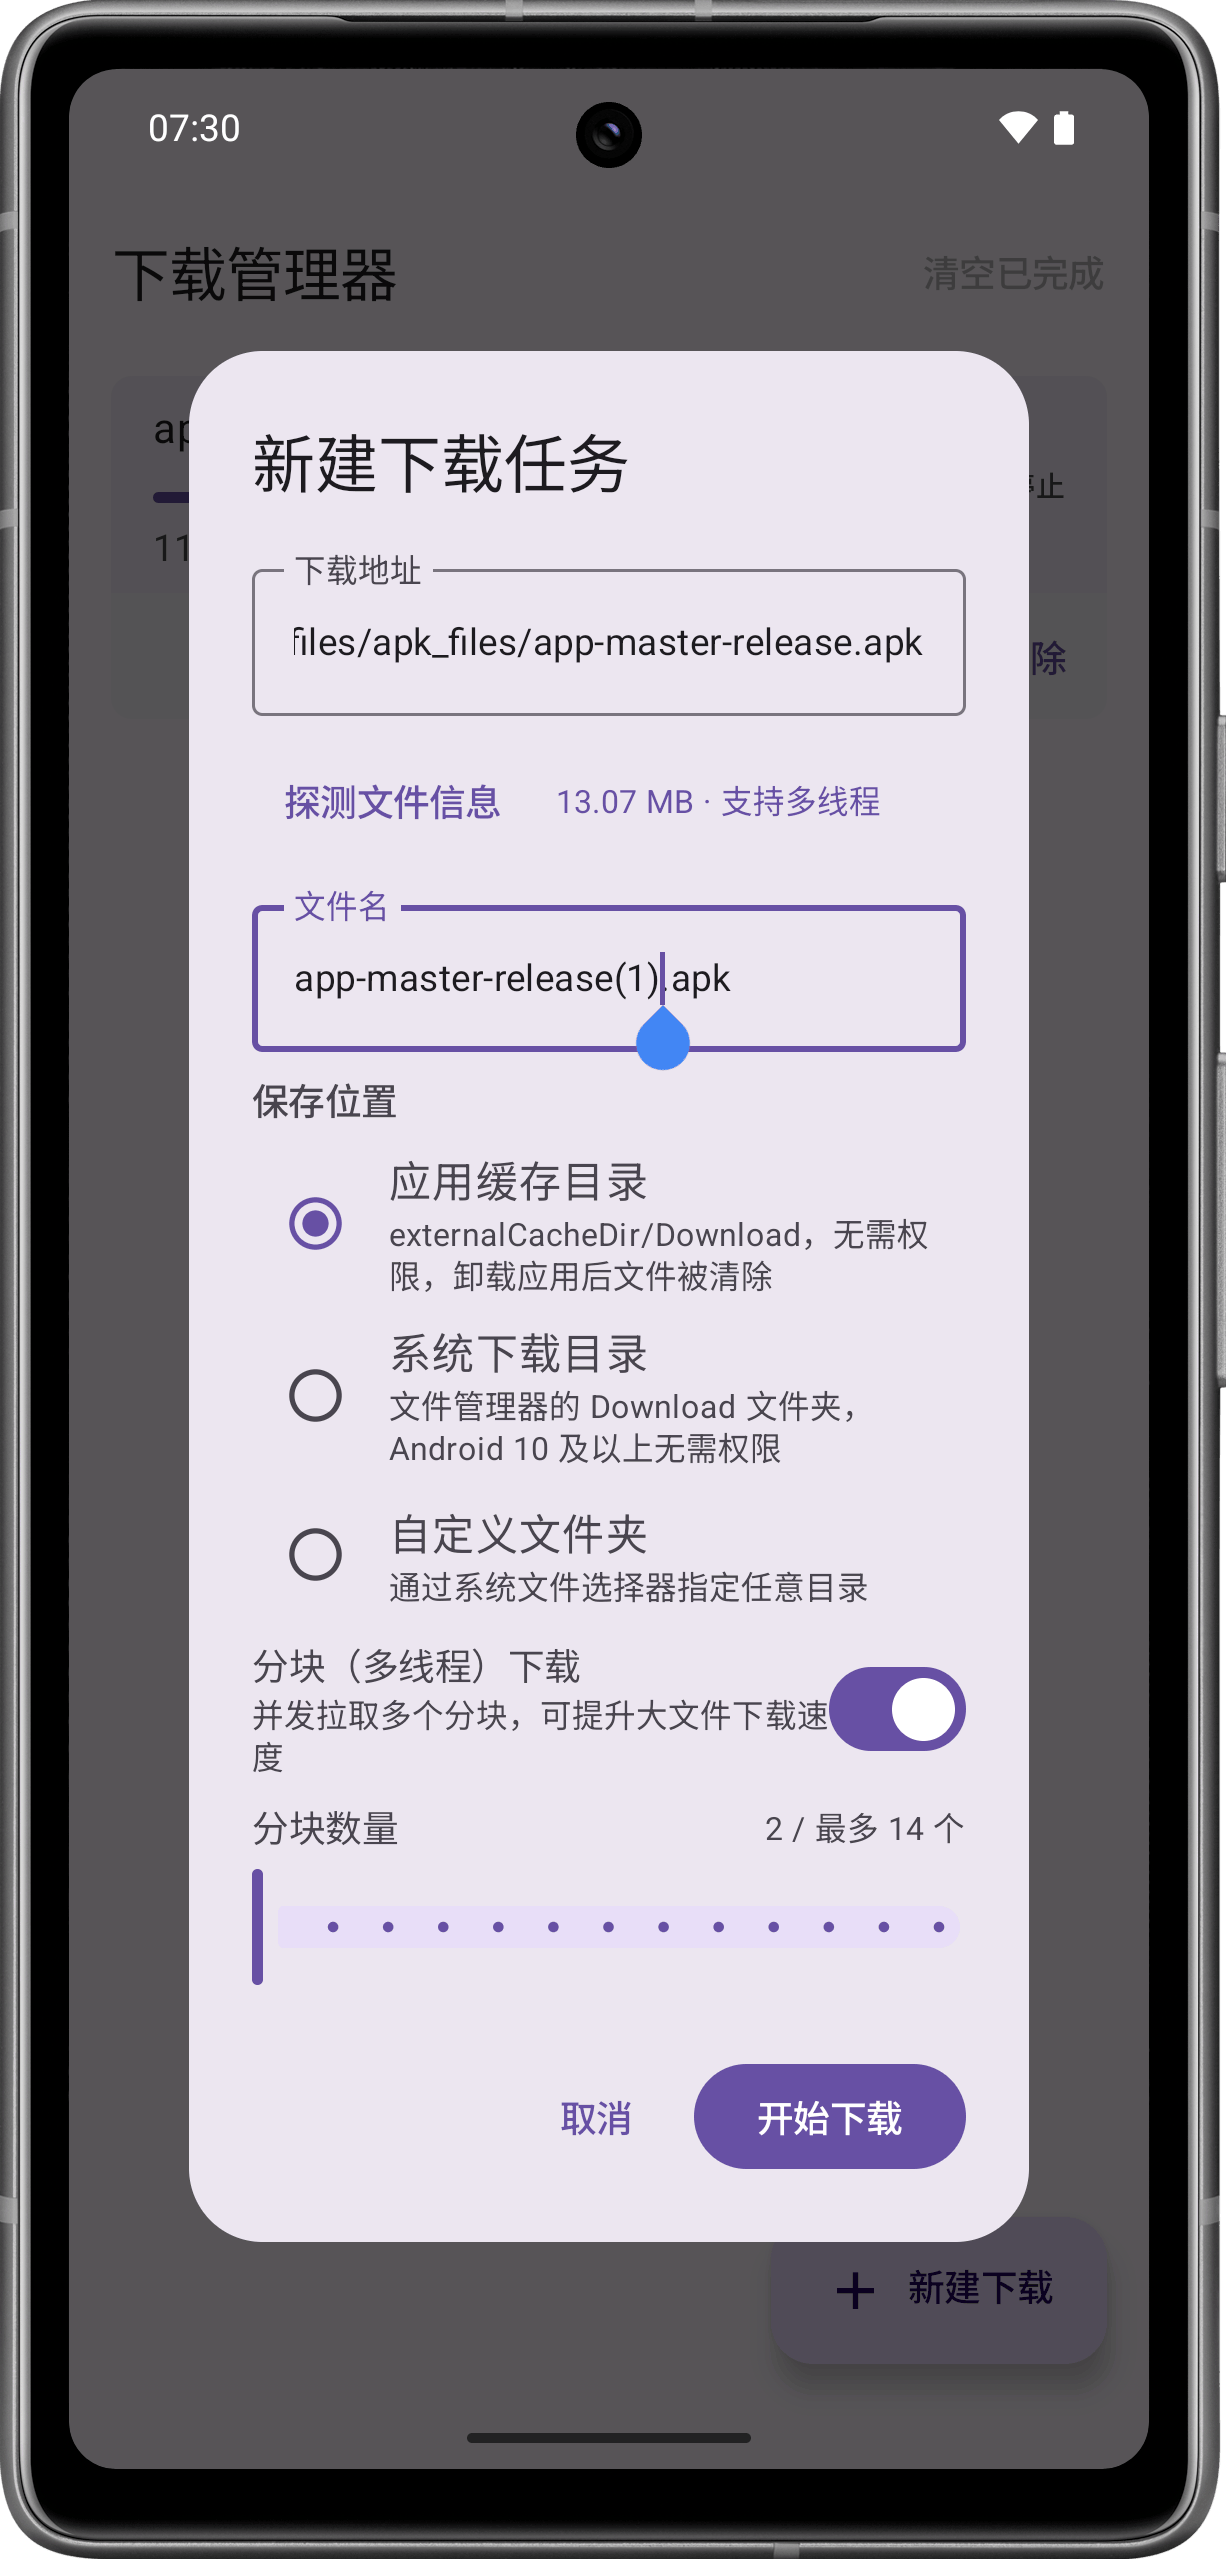 07:30
下载管理器
清空已完成
ap
停止
11
除
新建下载任务
下载地址
files/apk_files/app-master-release.apk
探测文件信息
13.07 MB · 支持多线程
文件名
app-master-release(1).apk
保存位置
应用缓存目录
externalCacheDir/Download，无需权
限，卸载应用后文件被清除
系统下载目录
文件管理器的 Download 文件夹，
Android 10 及以上无需权限
自定义文件夹
通过系统文件选择器指定任意目录
分块（多线程）下载
并发拉取多个分块，可提升大文件下载速
度
分块数量
2 / 最多 14 个
取消
开始下载
新建下载